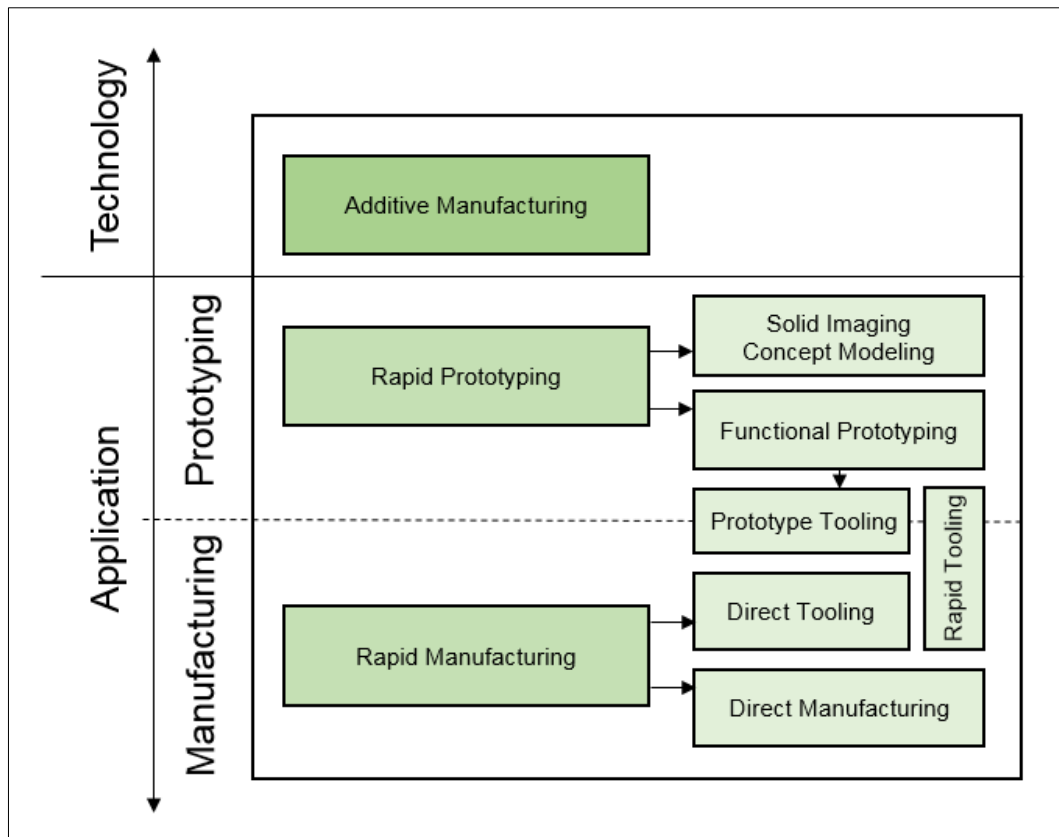 Technology
Additive Manufacturing
Application
Prototyping
Rapid Prototyping
Solid Imaging
Concept Modeling
Functional Prototyping
Prototype Tooling
Rapid Tooling
Manufacturing
Rapid Manufacturing
Direct Tooling
Direct Manufacturing